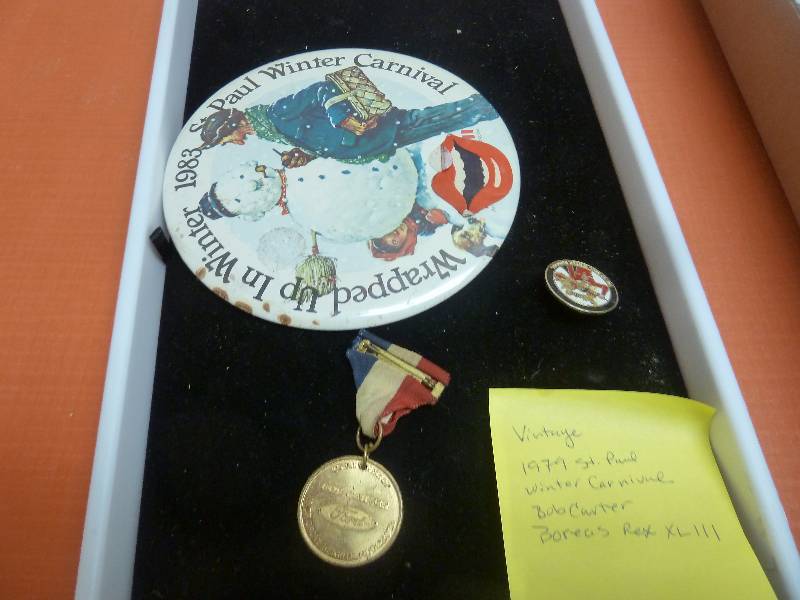 1983 St Paul Winter Carnival
Wrapped Up In Winter
Ford
Vintage
1979 St. Paul
Winter Carnival
Bob Carter
Boreas Rex XLIII